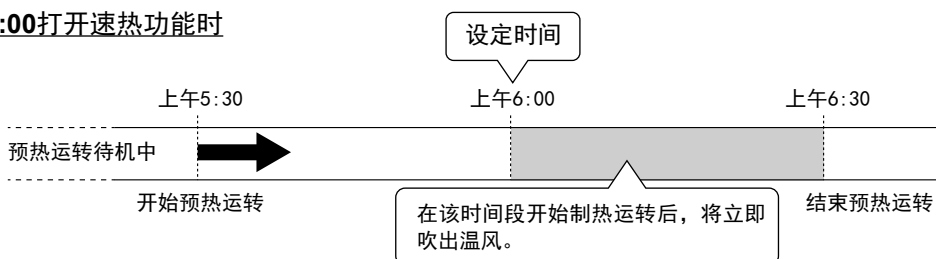 :00打开速热功能时
设定时间
上午5:30
上午6:00
上午6:30
预热运转待机中
开始预热运转
在该时间段开始制热运转后，将立即
吹出温风。
结束预热运转